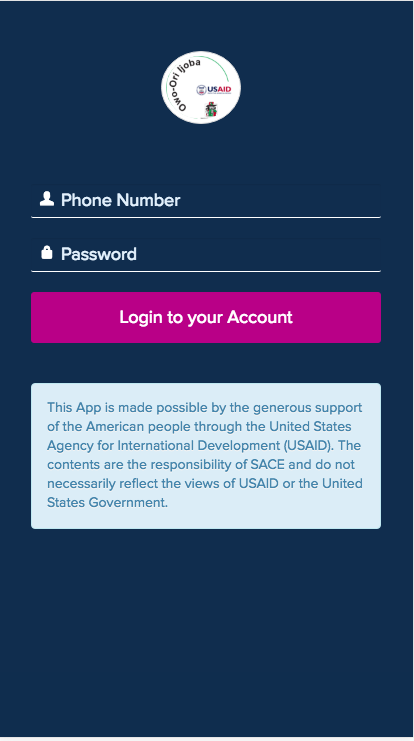 Owo-Ori Ijoba
USAID
Phone Number
Password
Login to your Account
This App is made possible by the generous support
of the American people through the United States
Agency for International Development (USAID). The
contents are the responsibility of SACE and do not
necessarily reflect the views of USAID or the United
States Government.